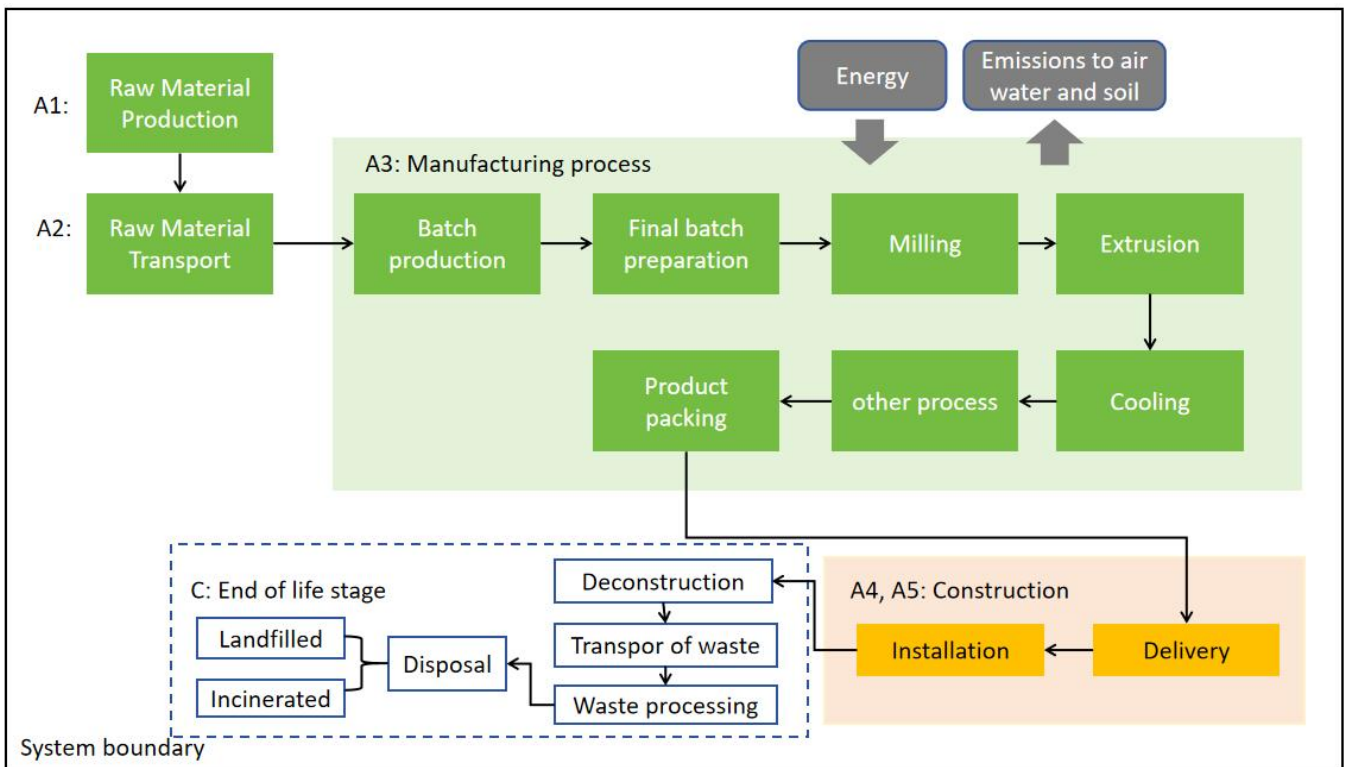 A1:
Raw Material
Production
Energy
Emissions to air
water and soil
A3: Manufacturing process
A2:
Raw Material
Transport
Batch
production
Final batch
preparation
Milling
Extrusion
Product
packing
other process
Cooling
C: End of life stage
Deconstruction
A4, A5: Construction
Landfilled
Disposal
Transpor of waste
Installation
Delivery
Incinerated
Waste processing
System boundary